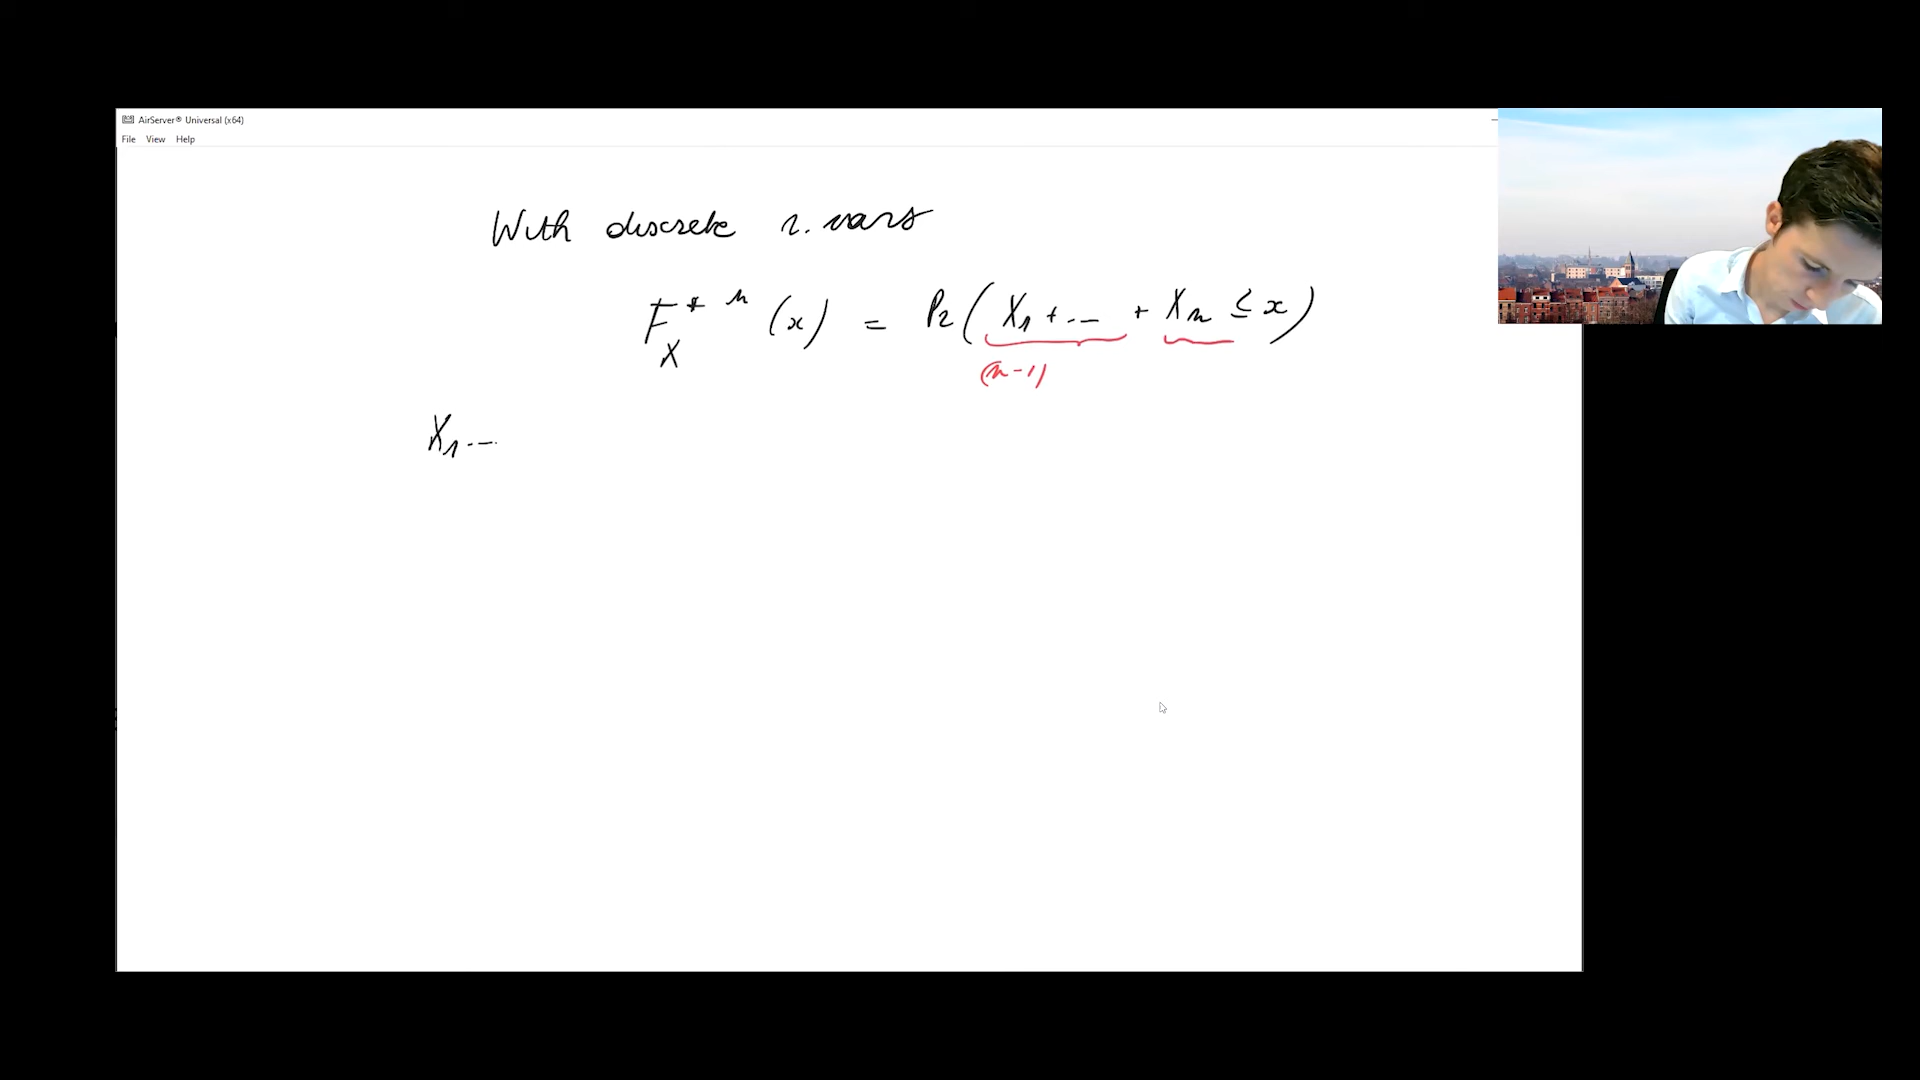 AirServer® Universal (x64)
File View Help
With discrete r. vars
F_X^{* n} (x) = Pr( X_1 + ... + X_n ≤ x )
(n-1)
X_1 ...